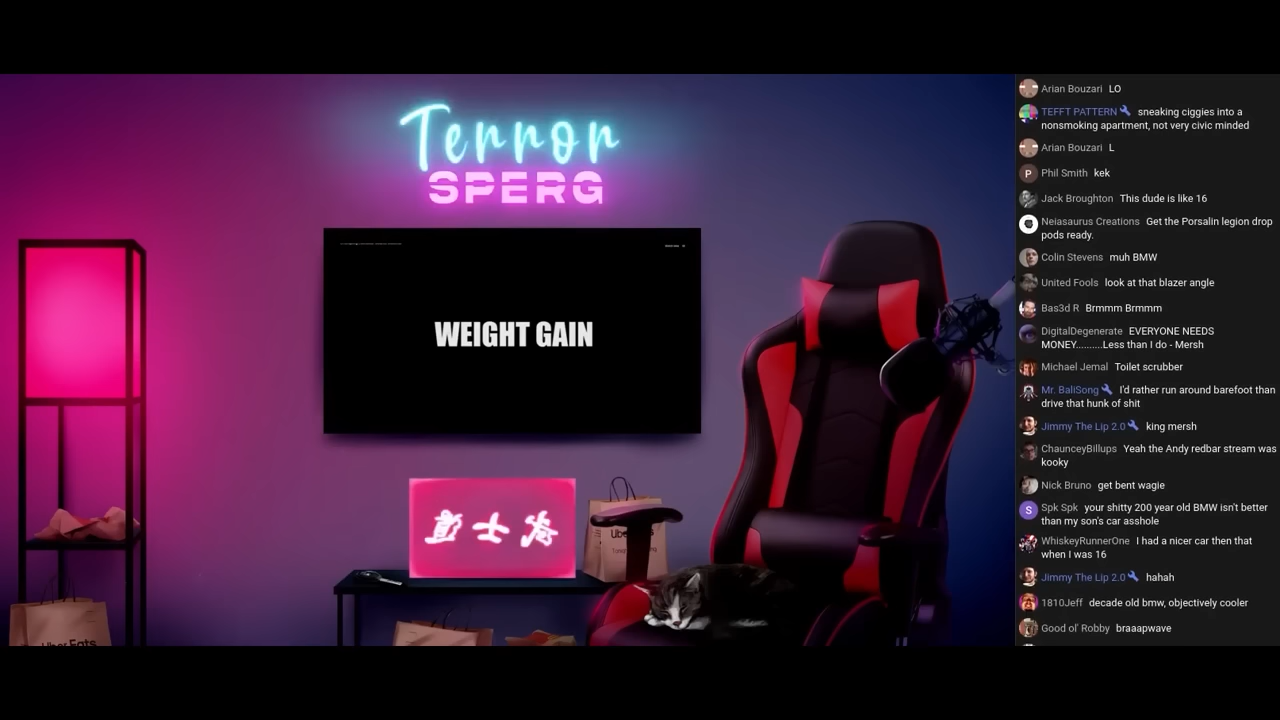 Terror
SPERG
WEIGHT GAIN
Uber Eats
Arian Bouzari LO
TEFFT PATTERN sneaking ciggies into a
nonsmoking apartment, not very civic minded
Arian Bouzari L
P Phil Smith kek
Jack Broughton This dude is like 16
Neiasaurus Creations Get the Porsalin legion drop
pods ready.
Colin Stevens muh BMW
United Fools look at that blazer angle
Bas3d R Brmmm Brmmm
DigitalDegenerate EVERYONE NEEDS
MONEY..........Less than I do - Mersh
Michael Jemal Toilet scrubber
Mr. BaliSong I'd rather run around barefoot than
drive that hunk of shit
Jimmy The Lip 2.0 king mersh
ChaunceyBillups Yeah the Andy redbar stream was
kooky
Nick Bruno get bent wagie
S Spk Spk your shitty 200 year old BMW isn't better
than my son's car asshole
WhiskeyRunnerOne I had a nicer car then that
when I was 16
Jimmy The Lip 2.0 hahah
1810Jeff decade old bmw, objectively cooler
Good ol' Robby braaapwave